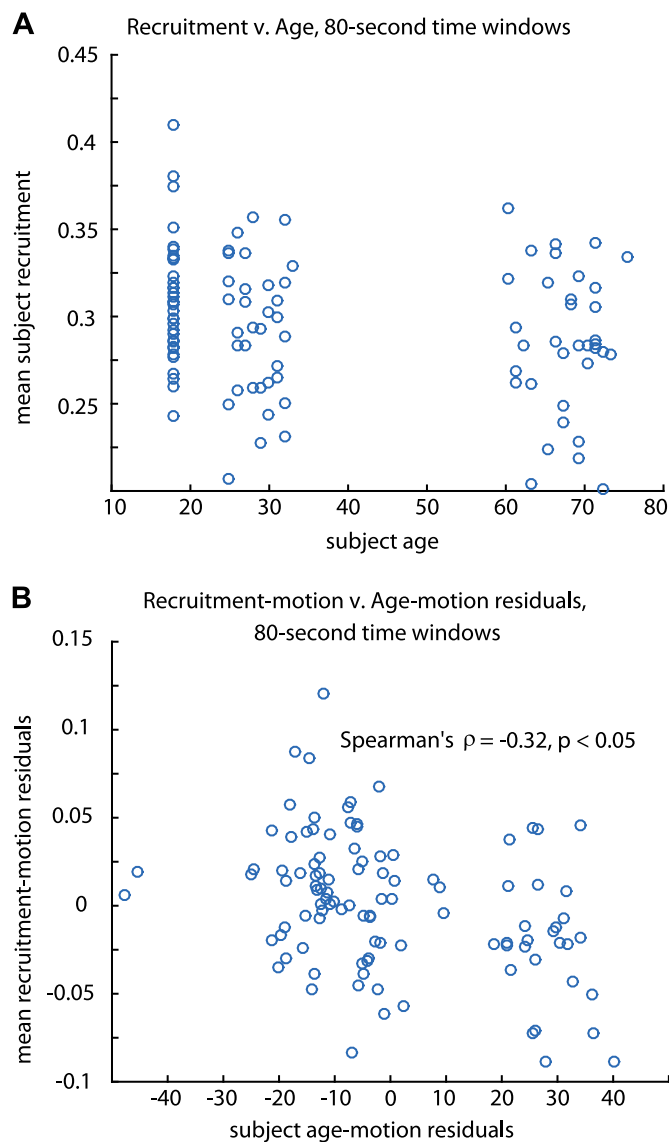 A
Recruitment v. Age, 80-second time windows
0.45
0.4
0.35
0.3
0.25
mean subject recruitment
10 20 30 40 50 60 70 80
subject age
B
Recruitment-motion v. Age-motion residuals,
80-second time windows
0.15
0.1
Spearman's ρ = -0.32, p < 0.05
0.05
0
-0.05
-0.1
mean recruitment-motion residuals
-40 -30 -20 -10 0 10 20 30 40
subject age-motion residuals